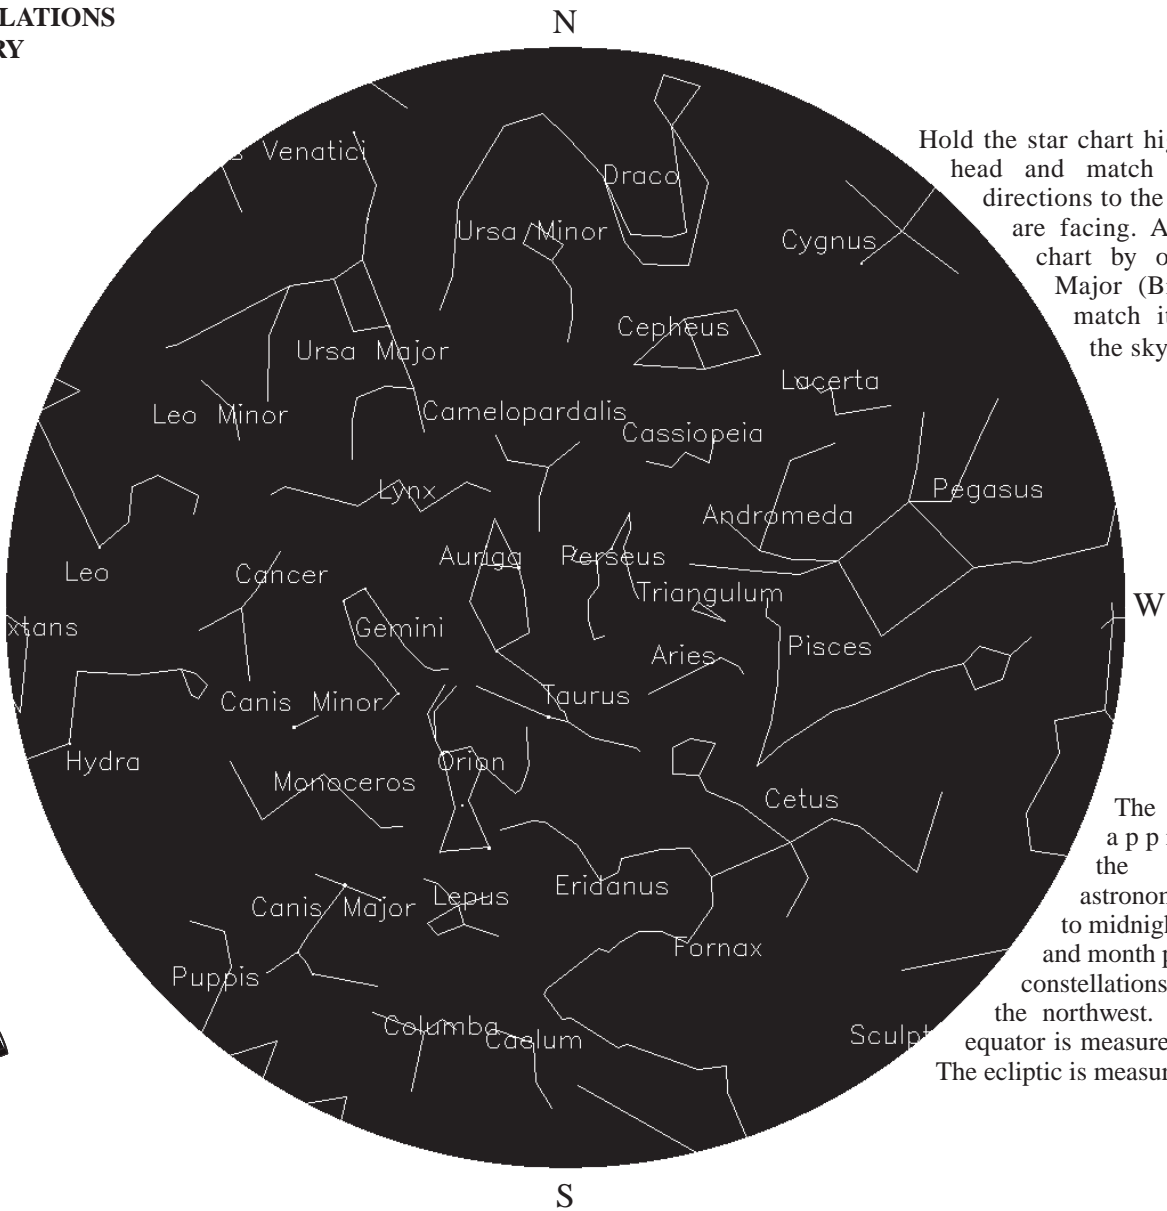 LATIONS
RY
N
Hold the star chart hig
head and match
directions to the
are facing. A
chart by o
Major (B
match it
the sky
s Venatici
Draco
Ursa Minor
Cygnus
Cepheus
Ursa Major
Lacerta
Leo Minor
Camelopardalis
Cassiopeia
Lynx
Pegasus
Andromeda
Auriga
Perseus
Leo
Cancer
Triangulum
W
xtans
Gemini
Pisces
Aries
Canis Minor
Taurus
Hydra
Orion
Monoceros
Cetus
The
app
the
astronom
to midnigh
and month p
constellations
the northwest.
equator is measure
The ecliptic is measur
Eridanus
Canis Major
Lepus
Fornax
Puppis
Columba
Caelum
Sculpt
S